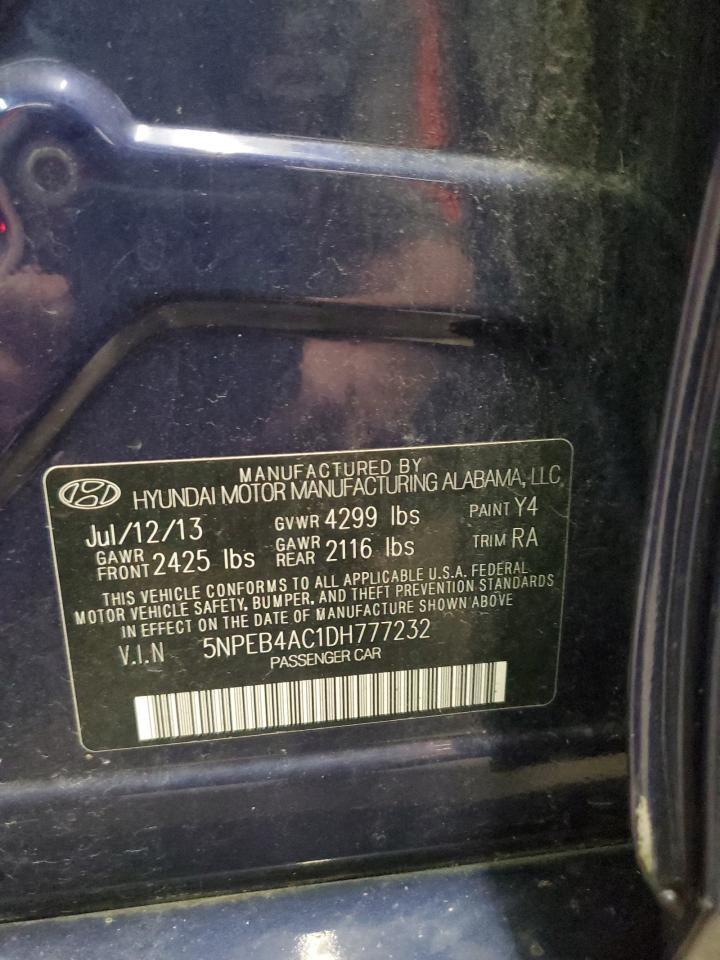 MANUFACTURED BY
HYUNDAI MOTOR MANUFACTURING ALABAMA, LLC
Jul/12/13 GVWR 4299 lbs PAINT Y4
GAWR FRONT 2425 lbs GAWR REAR 2116 lbs TRIM RA
THIS VEHICLE CONFORMS TO ALL APPLICABLE U.S.A. FEDERAL
MOTOR VEHICLE SAFETY, BUMPER, AND THEFT PREVENTION STANDARDS
IN EFFECT ON THE DATE OF MANUFACTURE SHOWN ABOVE
V.I.N 5NPEB4AC1DH777232
PASSENGER CAR